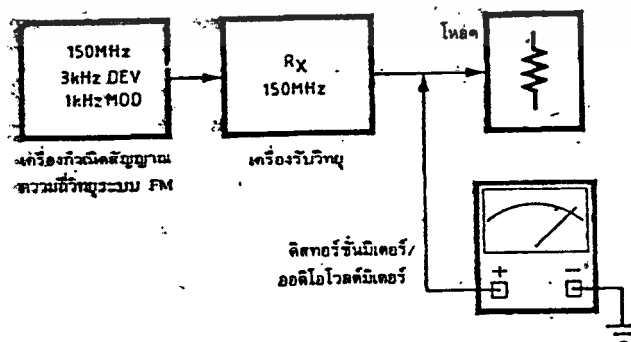 150MHz
3kHz DEV
1kHz MOD
เครื่องกำเนิดสัญญาณ
ความถี่วิทยุระบบ FM
RX
150MHz
เครื่องรับวิทยุ
โหลด
ดิสทอร์ชั่นมิเตอร์/
ออดิโอโวลต์มิเตอร์
+
-